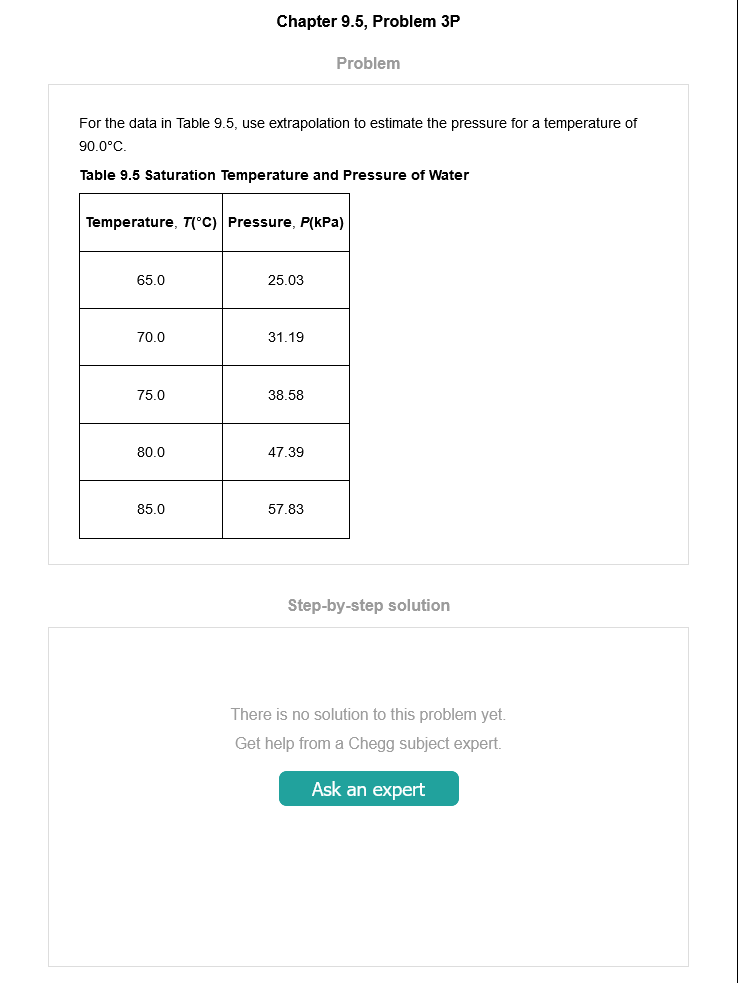 Chapter 9.5, Problem 3P
Problem
For the data in Table 9.5, use extrapolation to estimate the pressure for a temperature of
90.0°C.
Table 9.5 Saturation Temperature and Pressure of Water
Temperature, T(°C) Pressure, P(kPa)
65.0 25.03
70.0 31.19
75.0 38.58
80.0 47.39
85.0 57.83
Step-by-step solution
There is no solution to this problem yet.
Get help from a Chegg subject expert.
Ask an expert